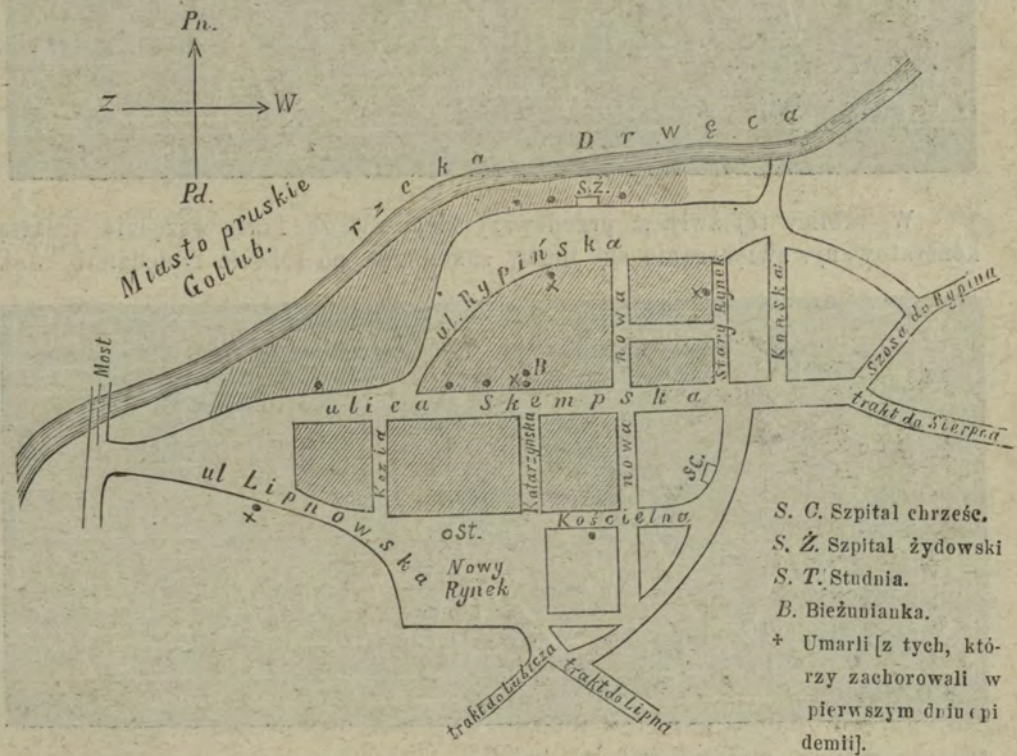 Pn.
Z W
Pd.
Miasto pruskie
Gollub.
rzeka Drwęca
S.Ż.
Most
ul. Rypińska
nowa
Stary Rynek
Końska
Szosa do Rypina
B
ulica Skempska
trakt do Sierpca
Kozia
Katarzyńska
nowa
S.C.
ul Lipnowska
Kościelna
St.
Nowy
Rynek
trakt do Lubicza
trakt do Lipna
S. C. Szpital chrześc.
S. Ż. Szpital żydowski
S. T. Studnia.
B. Bieżunianka.
+ Umarli [z tych, któ-
rzy zachorowali w
pierwszym dniu epi
demii].